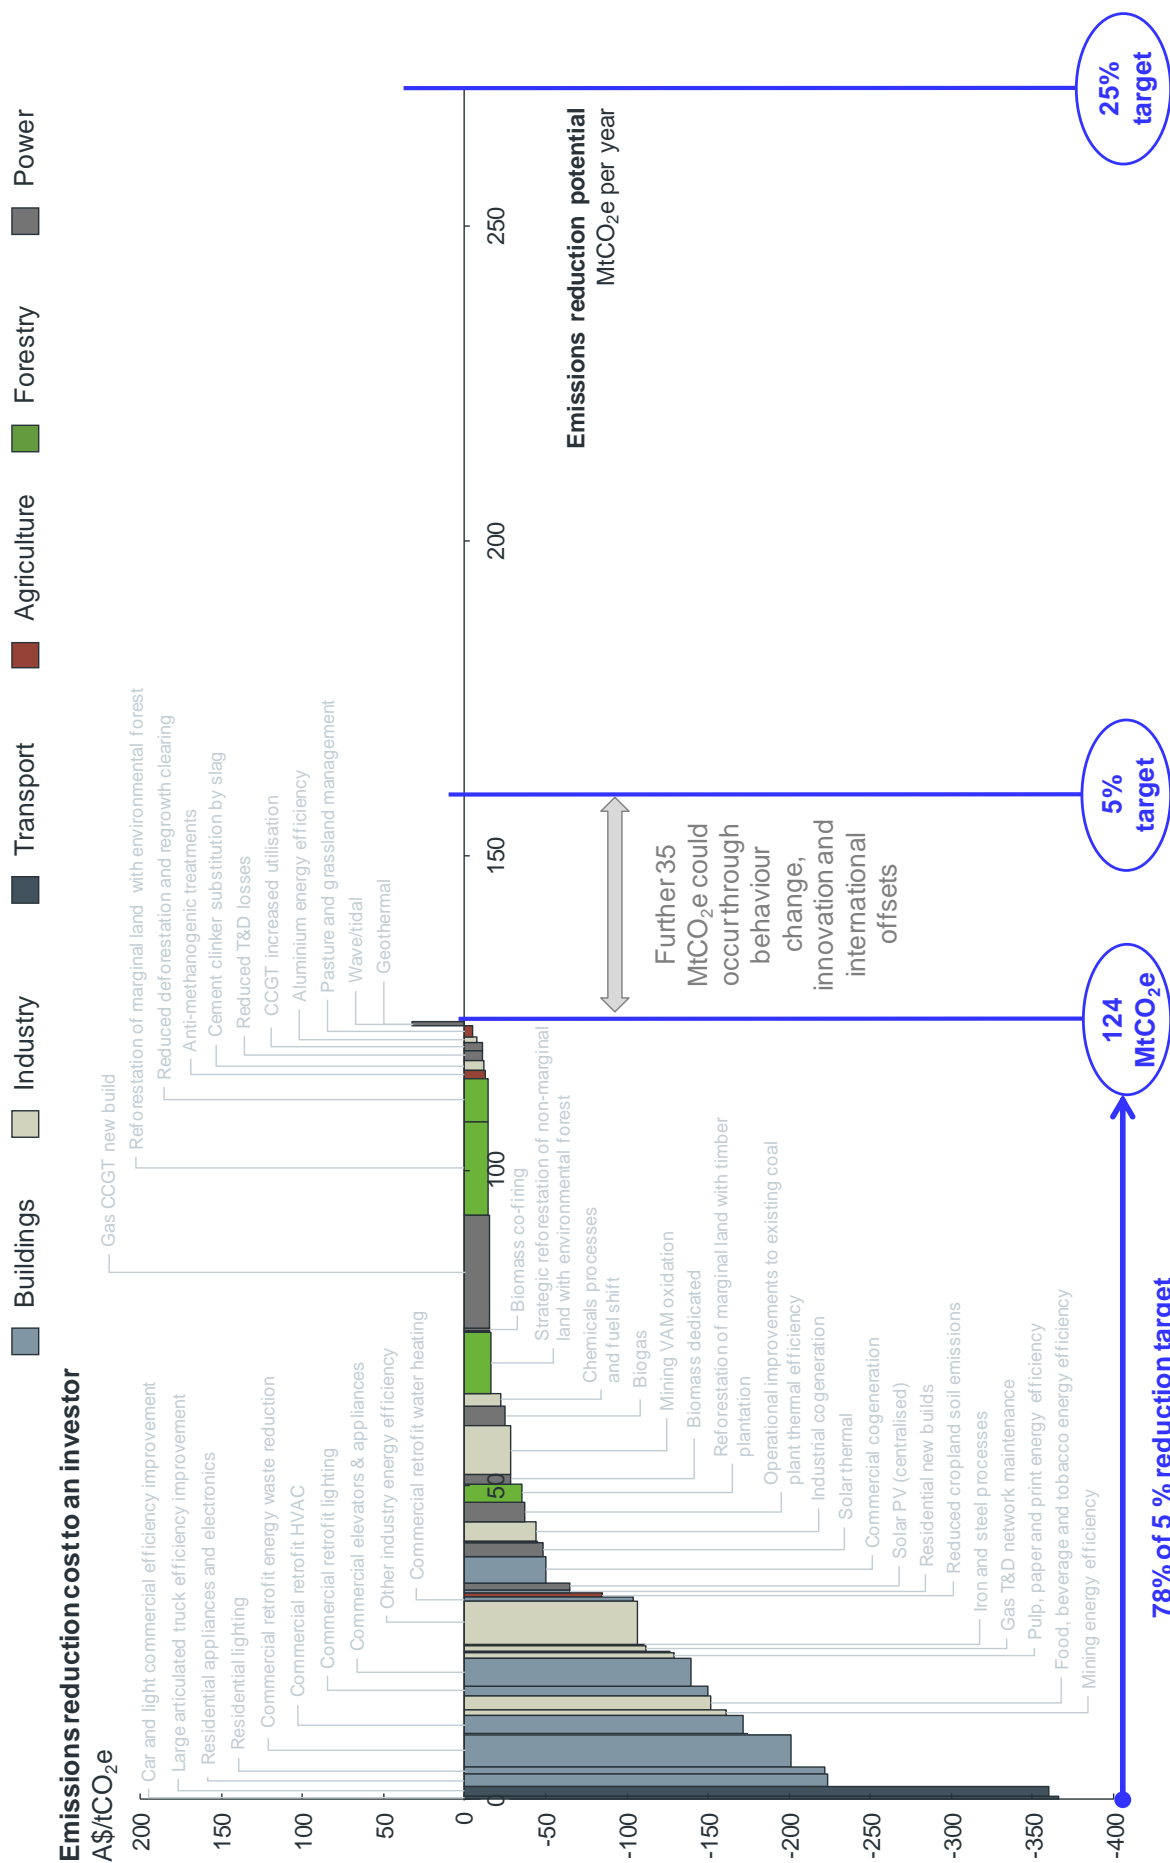 Buildings
Industry
Transport
Agriculture
Forestry
Power
Emissions reduction cost to an investor
A$/tCO2e
200
150
100
50
0
-50
-100
-150
-200
-250
-300
-350
-400
Car and light commercial efficiency improvement
Large articulated truck efficiency improvement
Residential appliances and electronics
Residential lighting
Commercial retrofit energy waste reduction
Commercial retrofit HVAC
Commercial retrofit lighting
Commercial elevators & appliances
Other industry energy efficiency
Commercial retrofit water heating
Gas CCGT new build
Reforestation of marginal land with environmental forest
Reduced deforestation and regrowth clearing
Anti-methanogenic treatments
Cement clinker substitution by slag
Reduced T&D losses
CCGT increased utilisation
Aluminium energy efficiency
Pasture and grassland management
Wave/tidal
Geothermal
0
50
100
150
200
250
Emissions reduction potential
MtCO2e per year
Biomass co-firing
Strategic reforestation of non-marginal
land with environmental forest
Chemicals processes
and fuel shift
Biogas
Mining VAM oxidation
Biomass dedicated
Reforestation of marginal land with timber
plantation
Operational improvements to existing coal
plant thermal efficiency
Industrial cogeneration
Solar thermal
Commercial cogeneration
Solar PV (centralised)
Residential new builds
Reduced cropland soil emissions
Iron and steel processes
Gas T&D network maintenance
Pulp, paper and print energy efficiency
Food, beverage and tobacco energy efficiency
Mining energy efficiency
Further 35
MtCO2e could
occur through
behaviour
change,
innovation and
international
offsets
124
MtCO2e
5%
target
25%
target
78% of 5 % reduction target